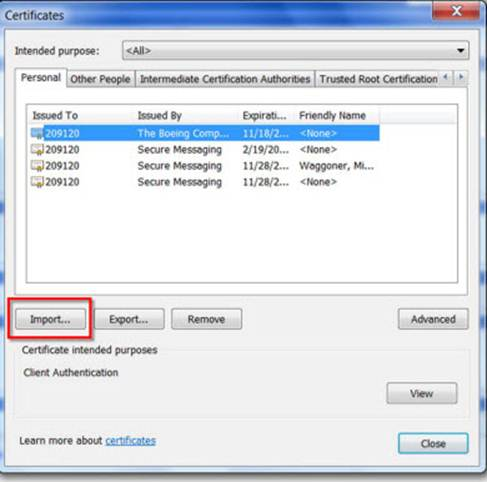 Certificates
Intended purpose: <All>
Personal Other People Intermediate Certification Authorities Trusted Root Certification
Issued To Issued By Expirati... Friendly Name
209120 The Boeing Comp... 11/18/2... <None>
209120 Secure Messaging 2/19/20... <None>
209120 Secure Messaging 11/28/2... Waggoner, Mi...
209120 Secure Messaging 11/28/2... <None>
Import... Export... Remove Advanced
Certificate intended purposes
Client Authentication
View
Learn more about certificates
Close